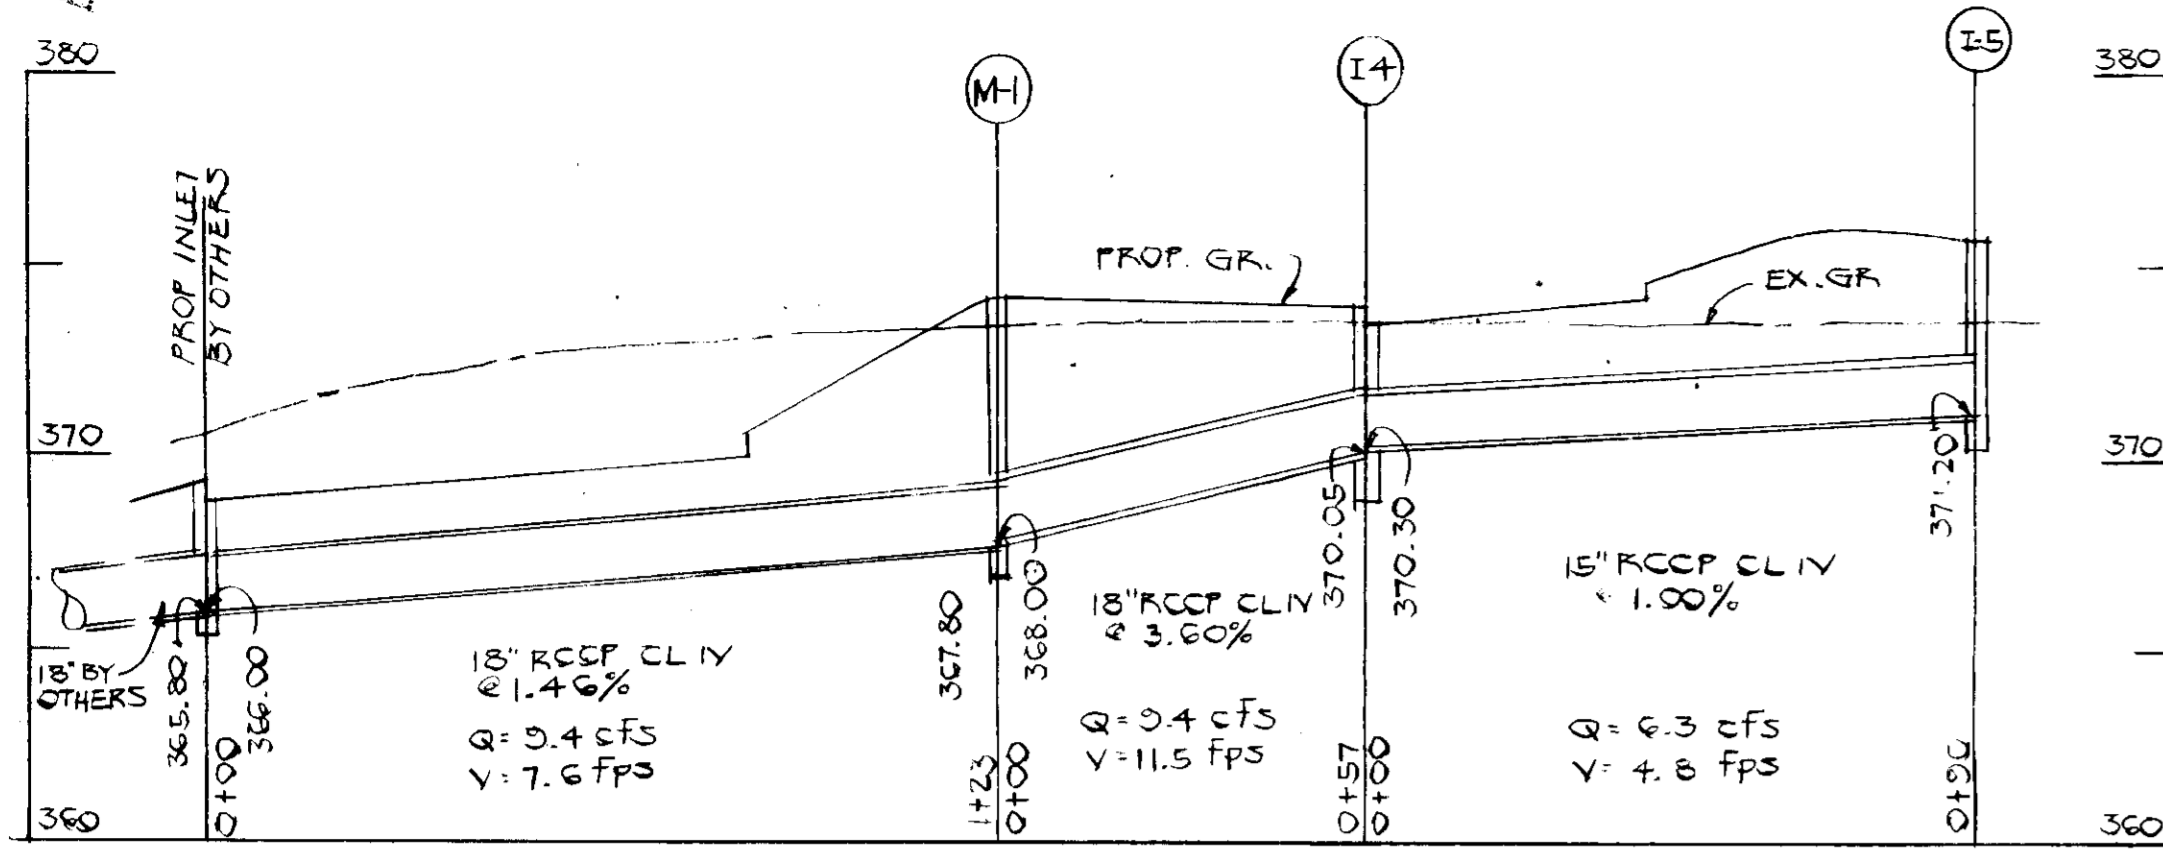 380
M-1
I4
I-5
380
PROP INLET
BY OTHERS
PROP. GR.
EX. GR
370
370
18" BY
OTHERS
365.80
0+00
366.00
18" RCCP CL IV
@ 1.46%
Q= 9.4 cfs
V= 7.6 fps
367.80
1+23
0+00
368.00
18" RCCP CL IV
@ 3.60%
Q= 9.4 cfs
V=11.5 fps
370.05
0+57
0+00
370.30
15" RCCP CL IV
1.00%
Q= 6.3 cfs
V= 4.8 fps
371.20
0+90
360
360